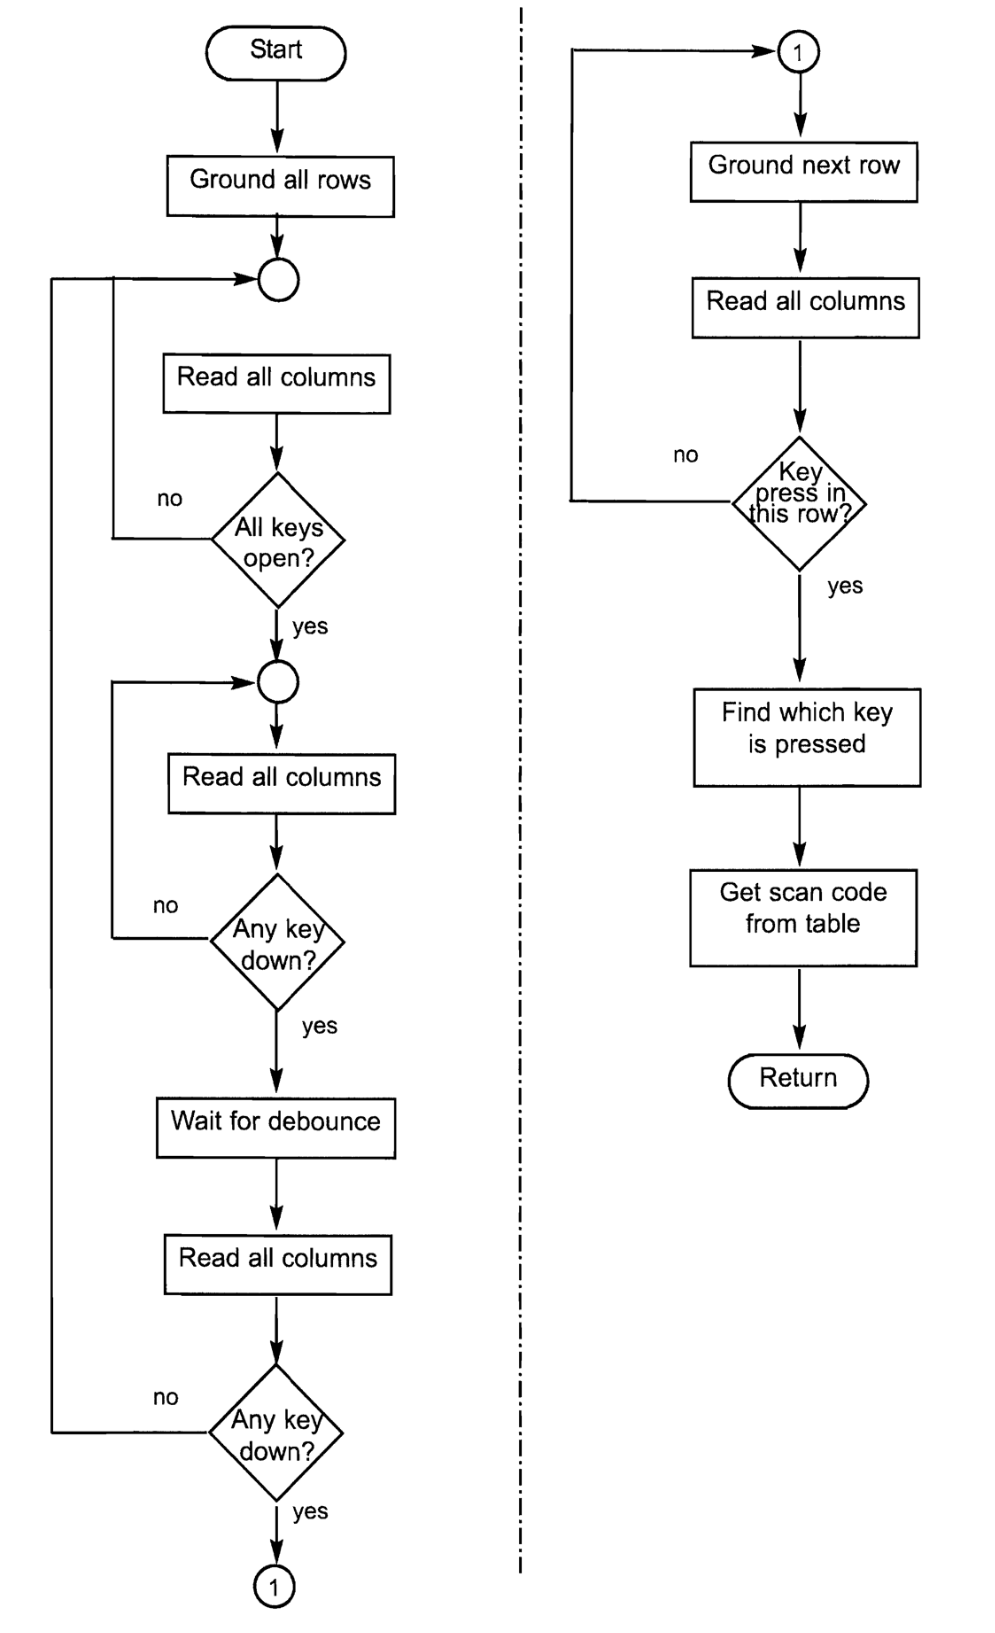 Start
Ground all rows
Read all columns
no
All keys
open?
yes
Read all columns
no
Any key
down?
yes
Wait for debounce
Read all columns
no
Any key
down?
yes
1
1
Ground next row
Read all columns
no
Key
press in
this row?
yes
Find which key
is pressed
Get scan code
from table
Return